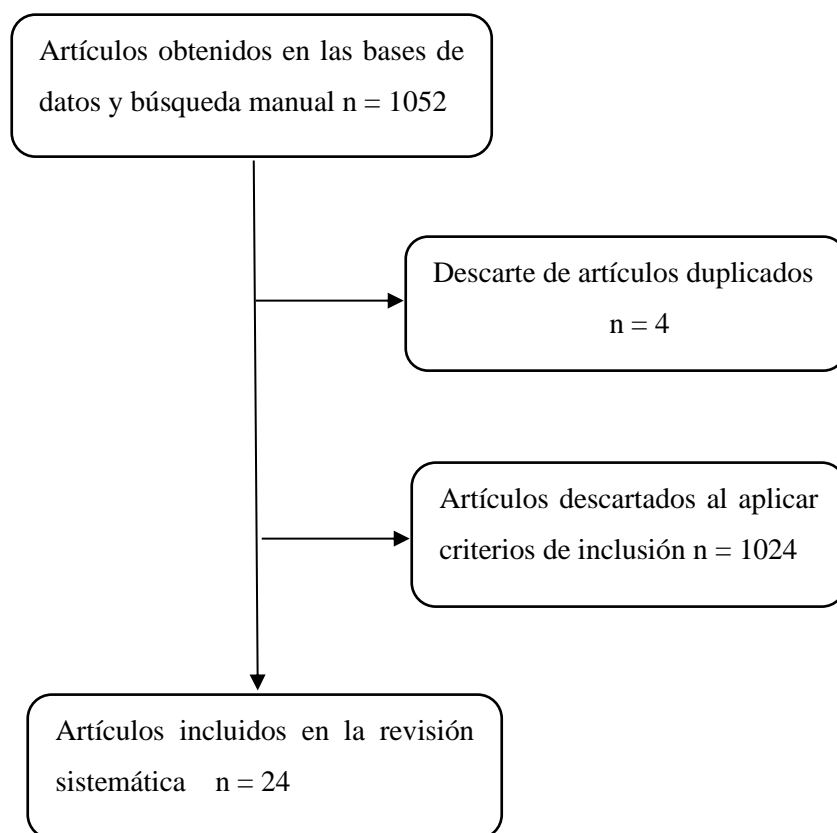 Artículos obtenidos en las bases de
datos y búsqueda manual n = 1052
Descarte de artículos duplicados
n = 4
Artículos descartados al aplicar
criterios de inclusión n = 1024
Artículos incluidos en la revisión
sistemática n = 24